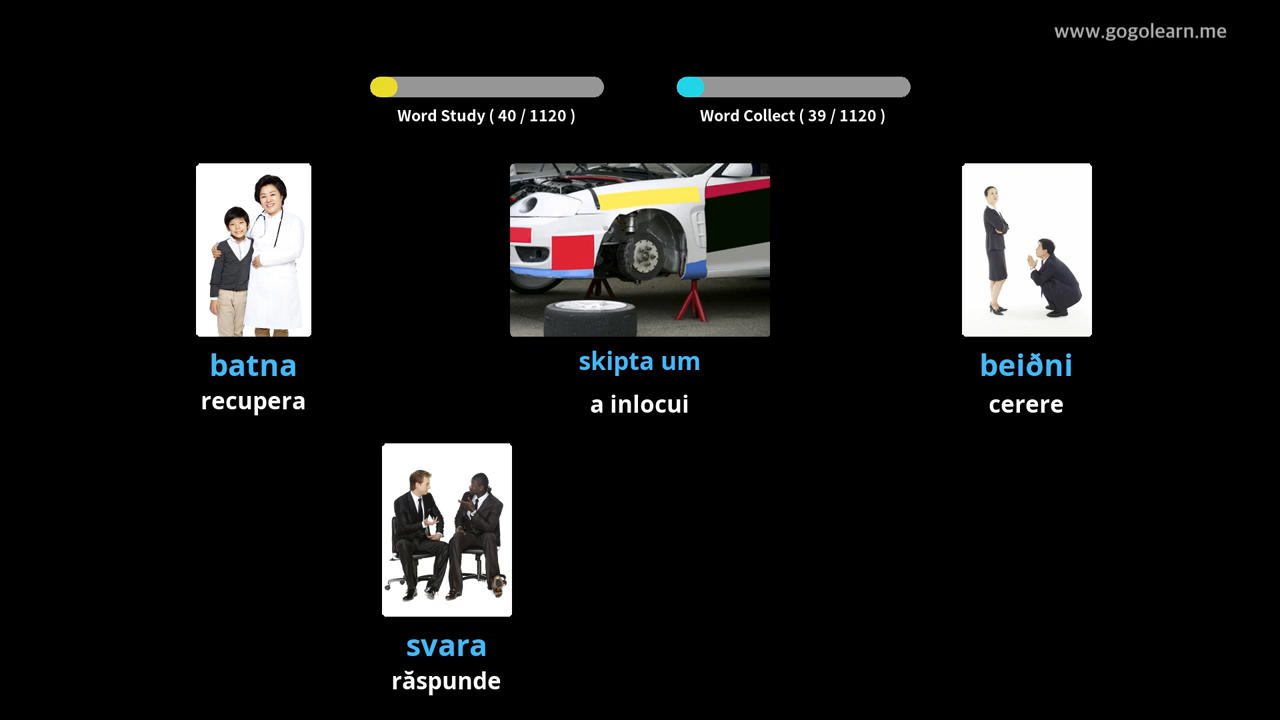 www.gogolearn.me
Word Study ( 40 / 1120 )
Word Collect ( 39 / 1120 )
batna
recupera
skipta um
a inlocui
beiðni
cerere
svara
răspunde